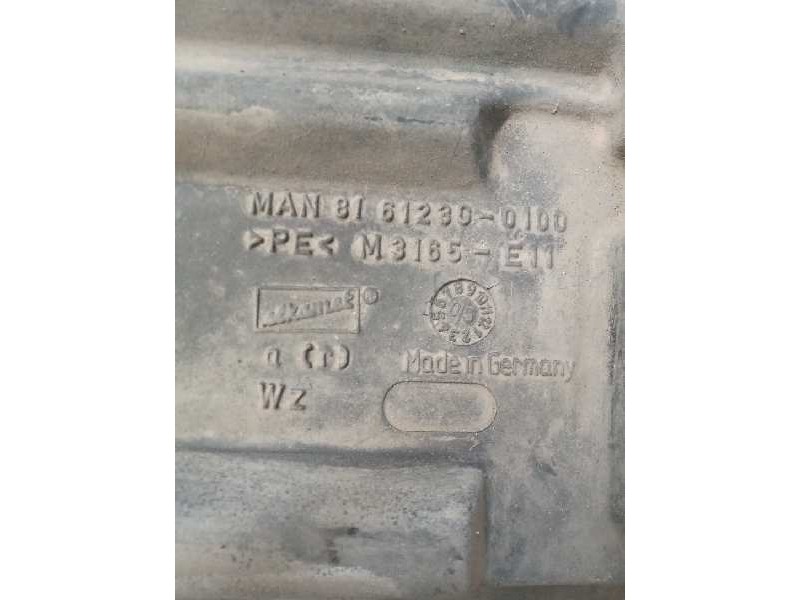 MAN 81 61230-0100
>PE< M3165-E11
a (r)
Made in Germany
Wz